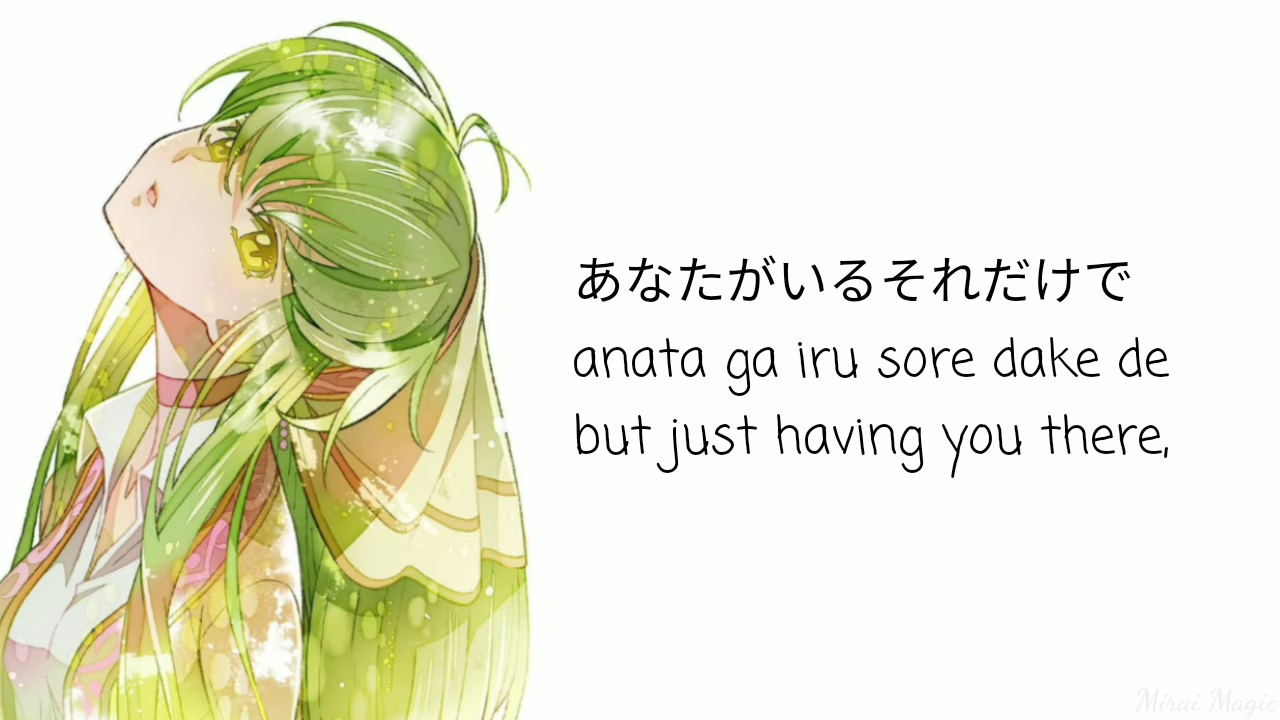 あなたがいるそれだけで
anata ga iru sore dake de
but just having you there,
Mirai Magic